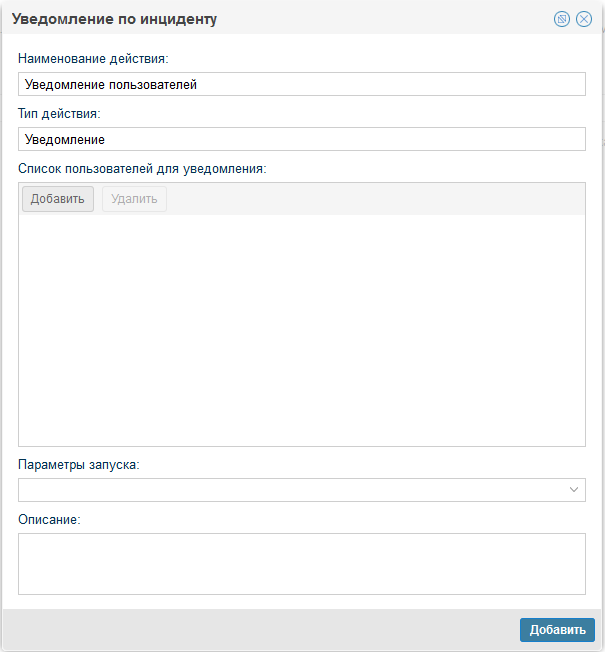 Уведомление по инциденту
Наименование действия:
Уведомление пользователей
Тип действия:
Уведомление
Список пользователей для уведомления:
Добавить Удалить
Параметры запуска:
Описание:
Добавить